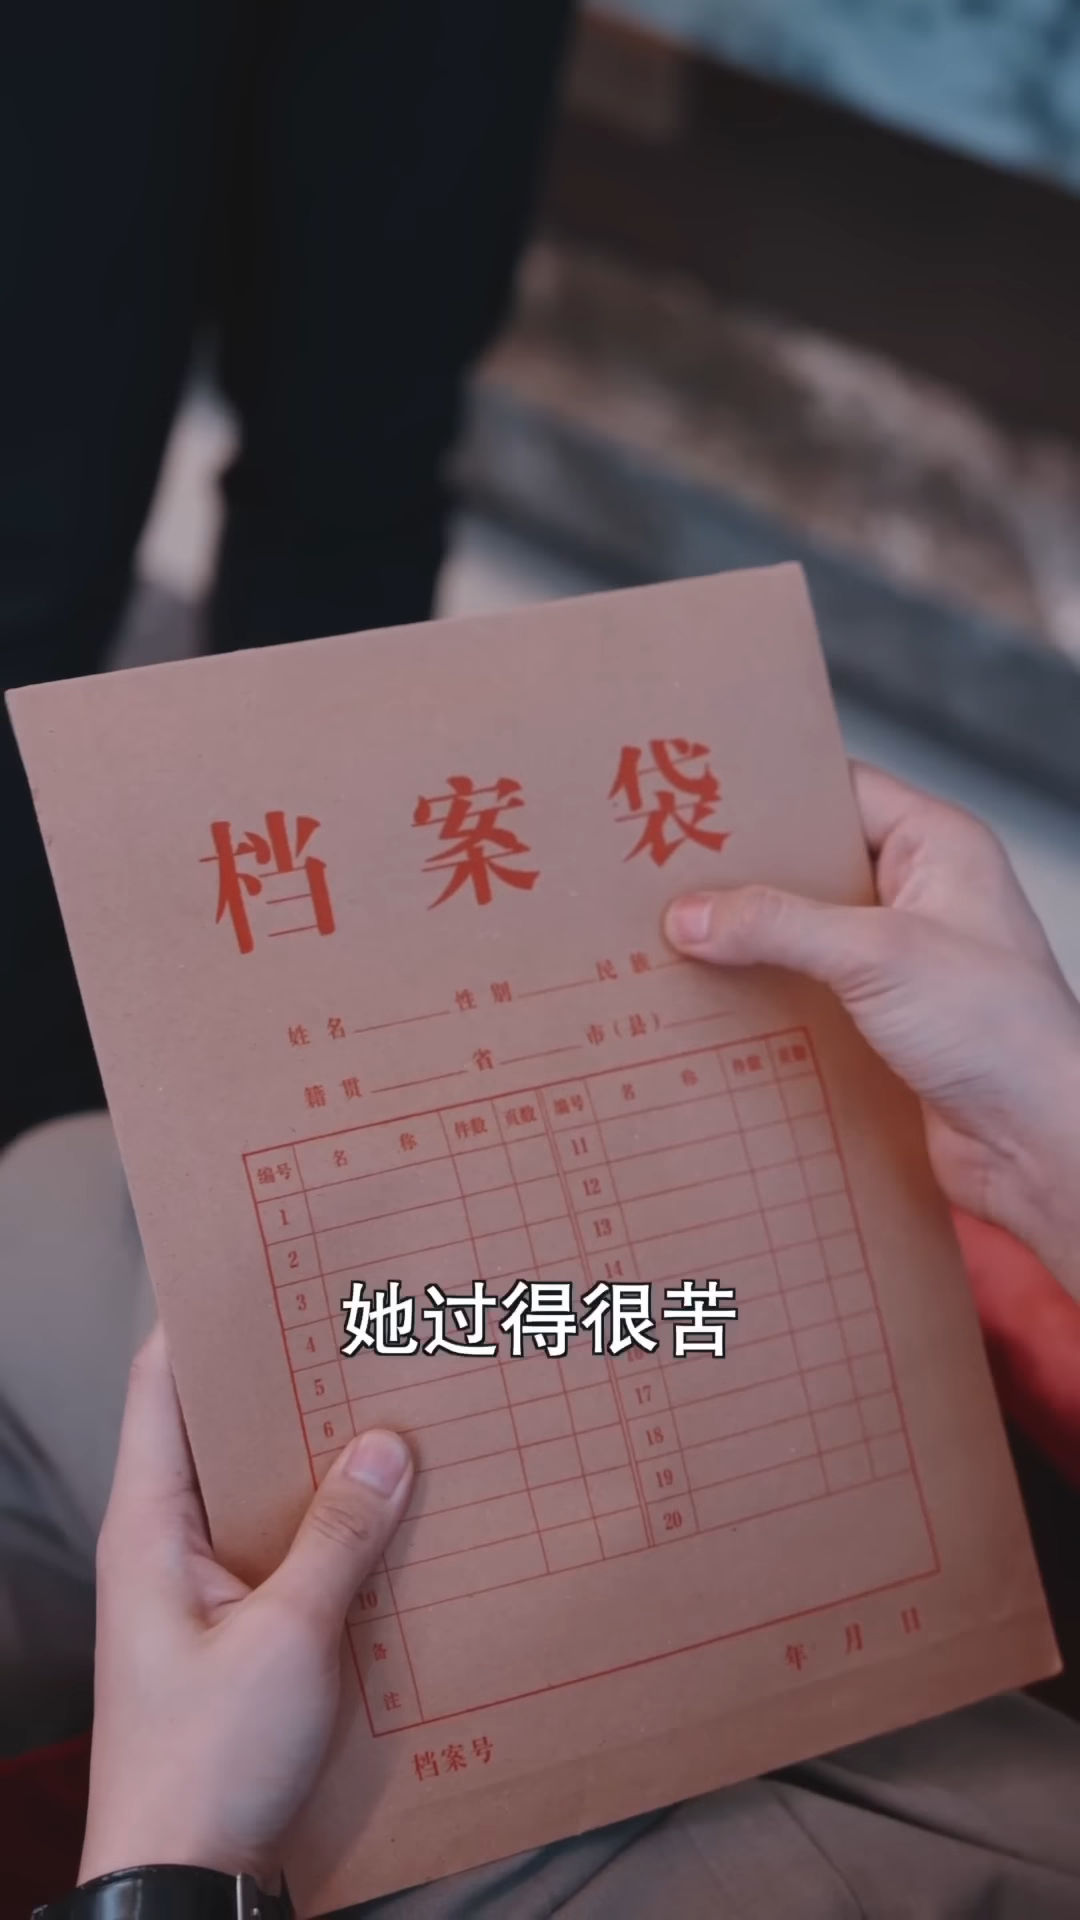 档案袋
姓名 性别 民族
籍贯 省 市(县)
编号 名称 件数 页数 编号 名称 件数 页数
1 11
2 12
3 13
4 14
她过得很苦
5 16
6 17
18
19
20
10
备注
年 月 日
档案号